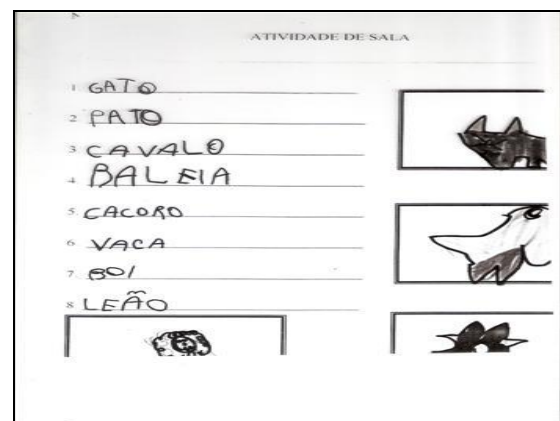 ATIVIDADE DE SALA
1 GATO
2 PATO
3 CAVALO
4 BALEIA
5 CACORO
6 VACA
7. BOI
8 LEÃO